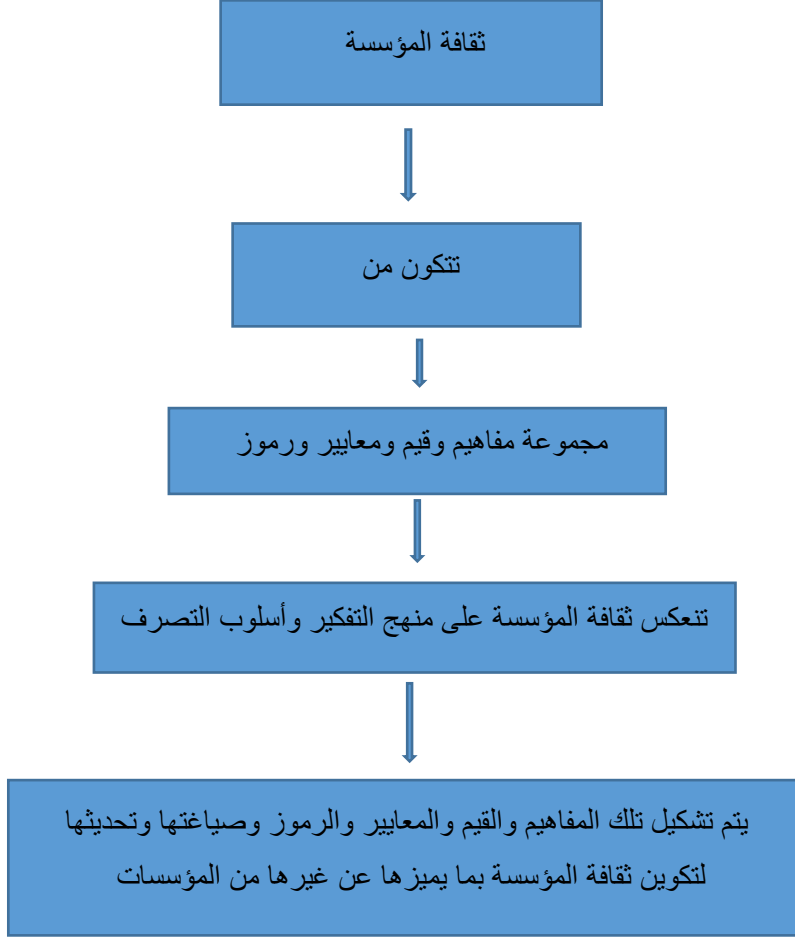 ثقافة المؤسسة
تتكون من
مجموعة مفاهيم وقيم ومعايير ورموز
تنعكس ثقافة المؤسسة على منهج التفكير وأسلوب التصرف
يتم تشكيل تلك المفاهيم والقيم والمعايير والرموز وصياغتها وتحديثها
لتكوين ثقافة المؤسسة بما يميزها عن غيرها من المؤسسات